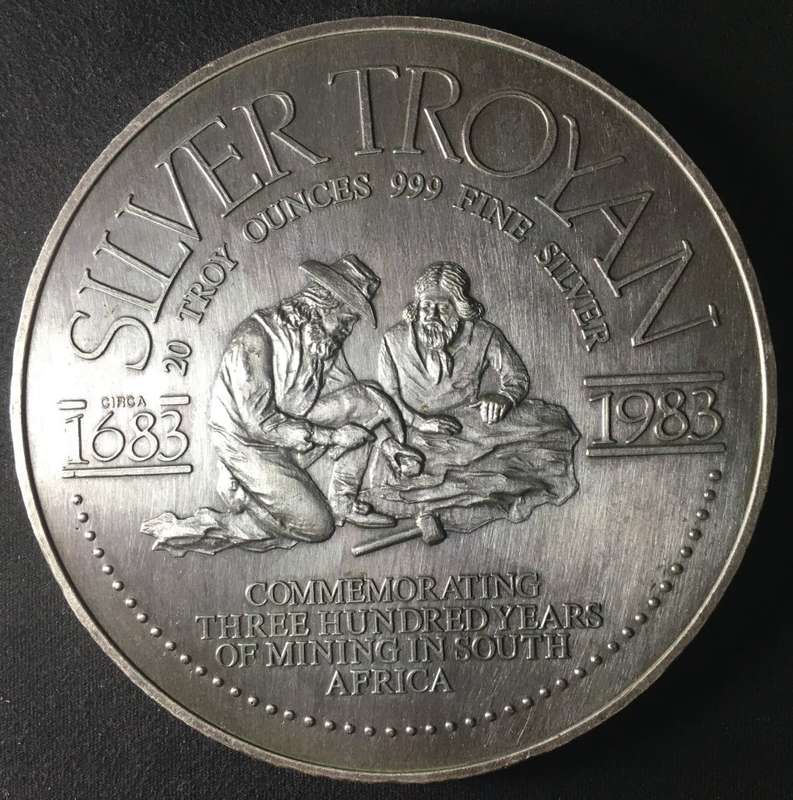 SILVER TROYAN
20 TROY OUNCES 999 FINE SILVER
CIRCA
1683
1983
COMMEMORATING
THREE HUNDRED YEARS
OF MINING IN SOUTH
AFRICA